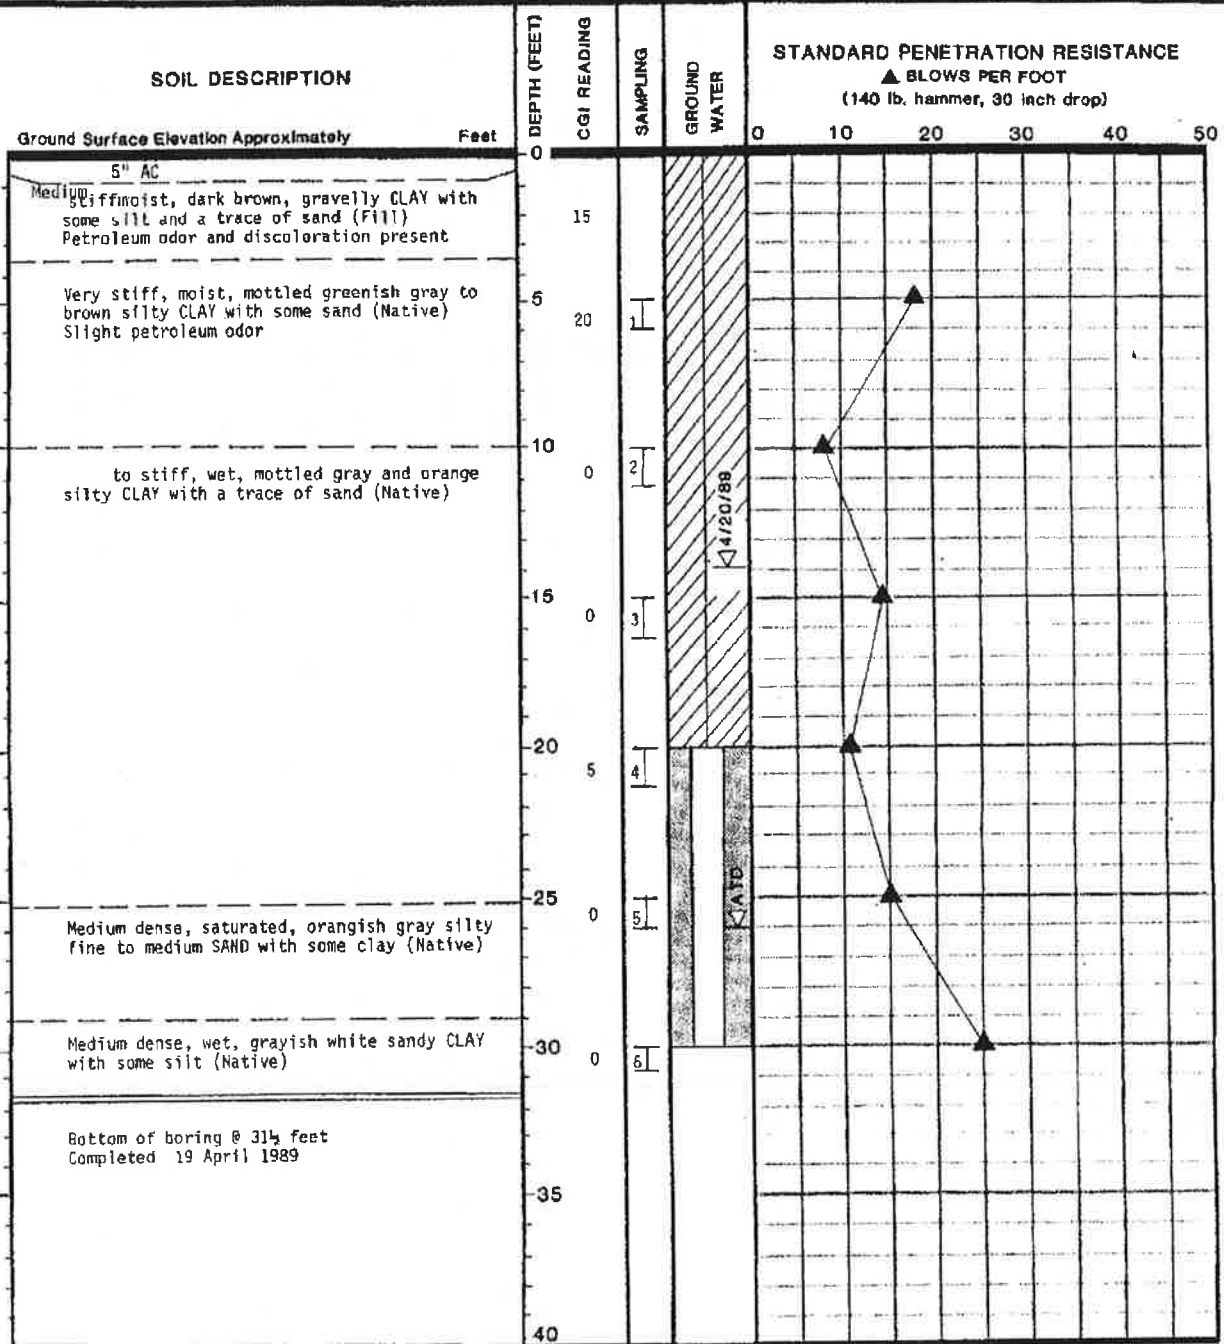 SOIL DESCRIPTION
Ground Surface Elevation Approximately Feet
DEPTH (FEET)
CGI READING
SAMPLING
GROUND
WATER
STANDARD PENETRATION RESISTANCE
▲ BLOWS PER FOOT
(140 lb. hammer, 30 inch drop)
0 10 20 30 40 50
0
5" AC
Medium
stiff moist, dark brown, gravelly CLAY with
some silt and a trace of sand (Fill)
Petroleum odor and discoloration present
15
Very stiff, moist, mottled greenish gray to
brown silty CLAY with some sand (Native)
Slight petroleum odor
5
20
1
10
to stiff, wet, mottled gray and orange
silty CLAY with a trace of sand (Native)
0
2
4/20/89
15
0
3
20
5
4
25
Medium dense, saturated, orangish gray silty
fine to medium SAND with some clay (Native)
0
5
ATD
Medium dense, wet, grayish white sandy CLAY
with some silt (Native)
30
0
6
Bottom of boring @ 31½ feet
Completed 19 April 1989
35
40